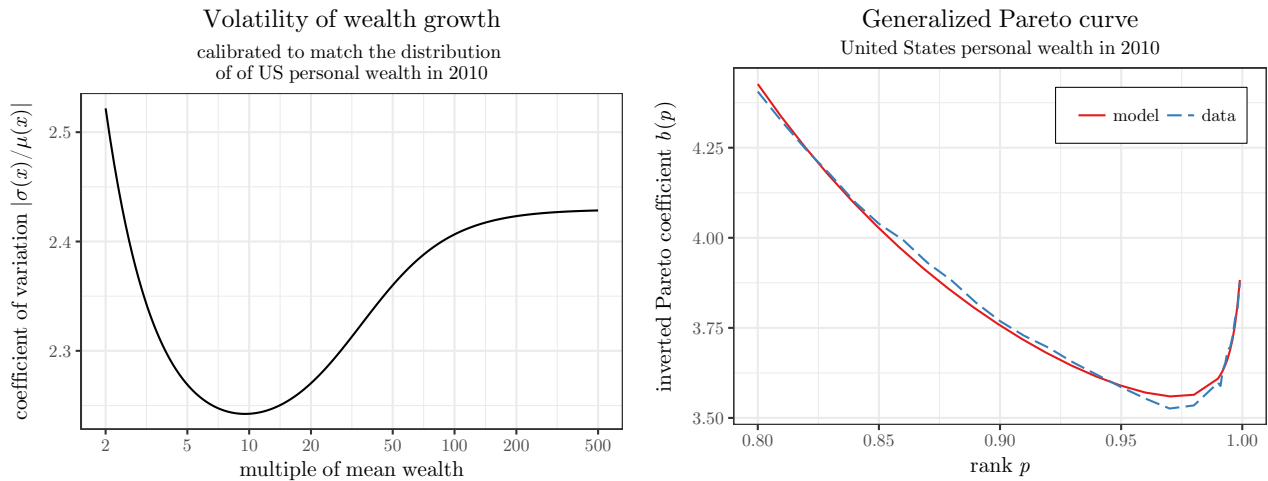 Volatility of wealth growth
calibrated to match the distribution
of of US personal wealth in 2010
coefficient of variation |σ(x)/μ(x)|
2.5
2.4
2.3
2 5 10 20 50 100 200 500
multiple of mean wealth
Generalized Pareto curve
United States personal wealth in 2010
inverted Pareto coefficient b(p)
4.25
4.00
3.75
3.50
model data
0.80 0.85 0.90 0.95 1.00
rank p